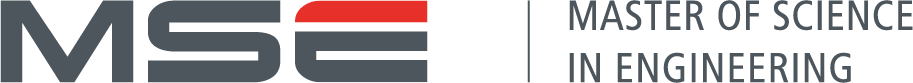 MSE
MASTER OF SCIENCE
IN ENGINEERING